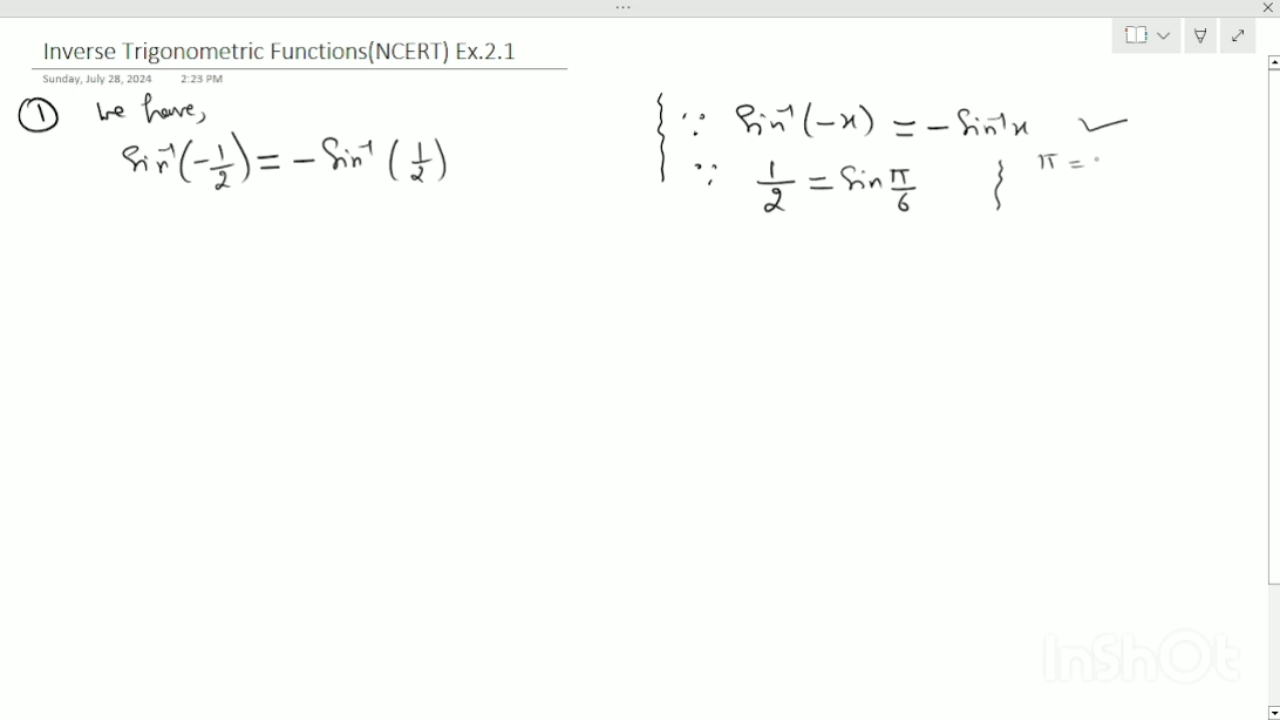 Inverse Trigonometric Functions(NCERT) Ex.2.1
Sunday, July 28, 2024 2:23 PM
① We have,
Sin⁻¹(-1/2) = - Sin⁻¹(1/2)
{ ∵ Sin⁻¹(-x) = - Sin⁻¹x ✓
∵ 1/2 = Sin π/6 } π =
InShOt